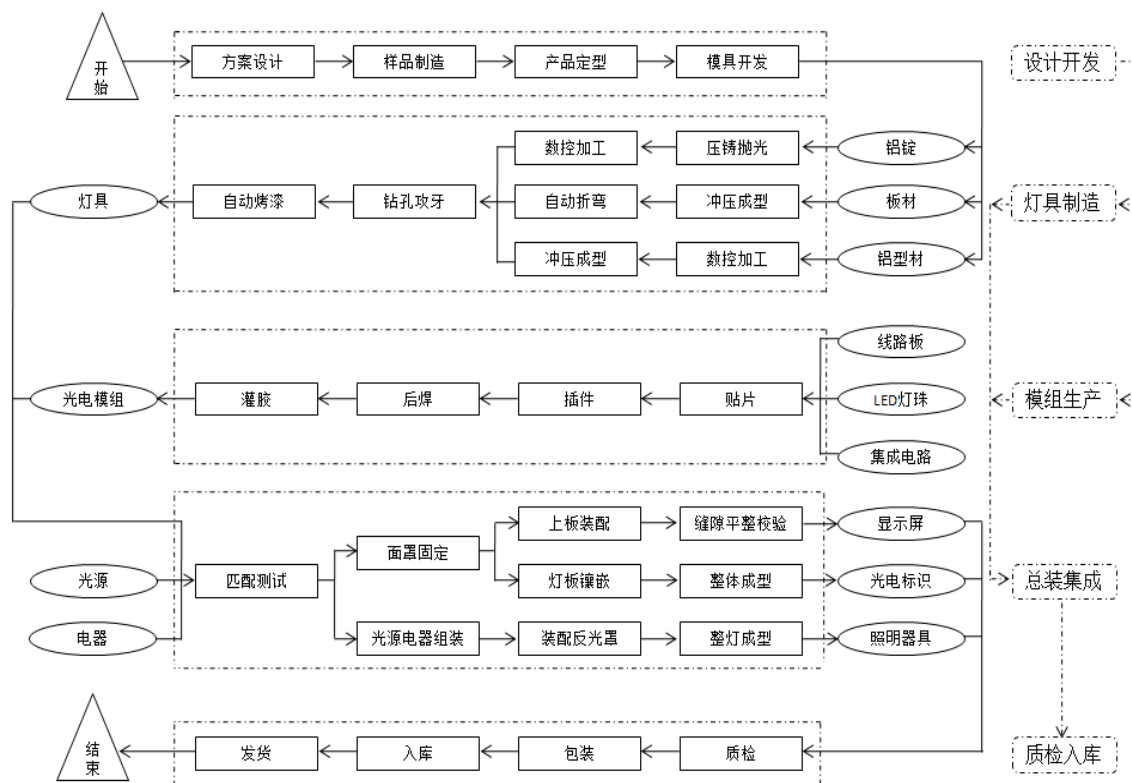 开
始
方案设计
样品制造
产品定型
模具开发
设计开发
数控加工
压铸抛光
铝锭
灯具
自动烤漆
钻孔攻牙
自动折弯
冲压成型
板材
灯具制造
冲压成型
数控加工
铝型材
线路板
光电模组
灌胶
后焊
插件
贴片
LED灯珠
模组生产
集成电路
上板装配
缝隙平整校验
显示屏
面罩固定
光源
匹配测试
灯板镶嵌
整体成型
光电标识
总装集成
电器
光源电器组装
装配反光罩
整灯成型
照明器具
结
束
发货
入库
包装
质检
质检入库